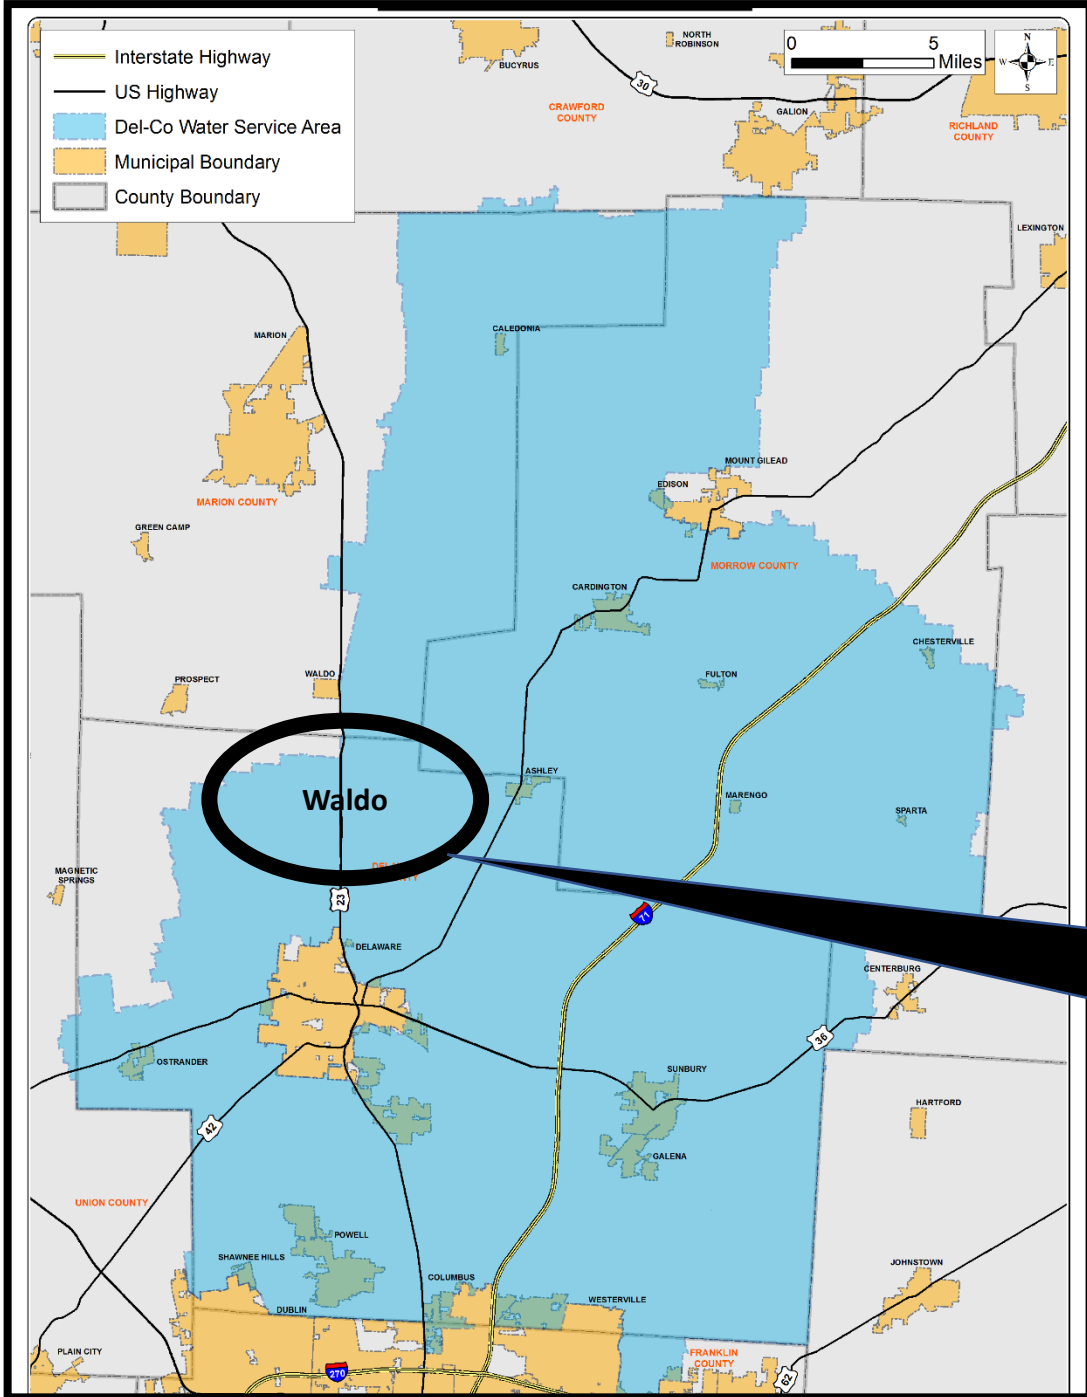 Interstate Highway
US Highway
Del-Co Water Service Area
Municipal Boundary
County Boundary
0 5
Miles
N
W E
S
NORTH
ROBINSON
BUCYRUS
30
CRAWFORD
COUNTY
GALION
RICHLAND
COUNTY
LEXINGTON
MARION
CALEDONIA
MOUNT GILEAD
EDISON
MARION COUNTY
GREEN CAMP
MORROW COUNTY
CARDINGTON
CHESTERVILLE
WALDO
PROSPECT
FULTON
ASHLEY
Waldo
MARENGO
SPARTA
MAGNETIC
SPRINGS
23
71
DELAWARE
CENTERBURG
36
OSTRANDER
SUNBURY
HARTFORD
42
GALENA
UNION COUNTY
POWELL
SHAWNEE HILLS
COLUMBUS
JOHNSTOWN
WESTERVILLE
DUBLIN
PLAIN CITY
FRANKLIN
COUNTY
270
62